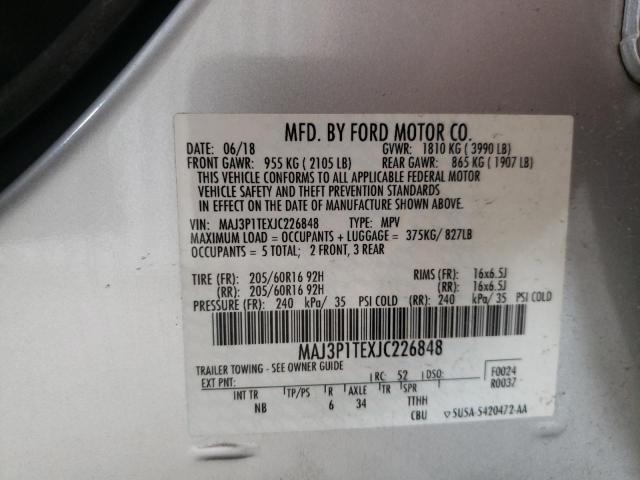 MFD. BY FORD MOTOR CO.
DATE: 06/18 GVWR: 1810 KG ( 3990 LB)
FRONT GAWR: 955 KG ( 2105 LB) REAR GAWR: 865 KG ( 1907 LB)
THIS VEHICLE CONFORMS TO ALL APPLICABLE FEDERAL MOTOR
VEHICLE SAFETY AND THEFT PREVENTION STANDARDS
IN EFFECT ON THE DATE OF MANUFACTURE SHOWN ABOVE.
VIN: MAJ3P1TEXJC226848 TYPE: MPV
MAXIMUM LOAD = OCCUPANTS + LUGGAGE = 375KG/ 827LB
OCCUPANTS = 5 TOTAL; 2 FRONT, 3 REAR
TIRE (FR): 205/60R16 92H RIMS (FR): 16x6.5J
(RR): 205/60R16 92H (RR): 16x6.5J
PRESSURE (FR): 240 kPa/ 35 PSI COLD (RR): 240 kPa/ 35 PSI COLD
MAJ3P1TEXJC226848
TRAILER TOWING - SEE OWNER GUIDE
EXT PNT: RC: 52 DSO: F0024
R0037
INT TR TP/PS R AXLE TR SPR
NB 6 34 TTHH
CBU 5U5A-5420472-AA